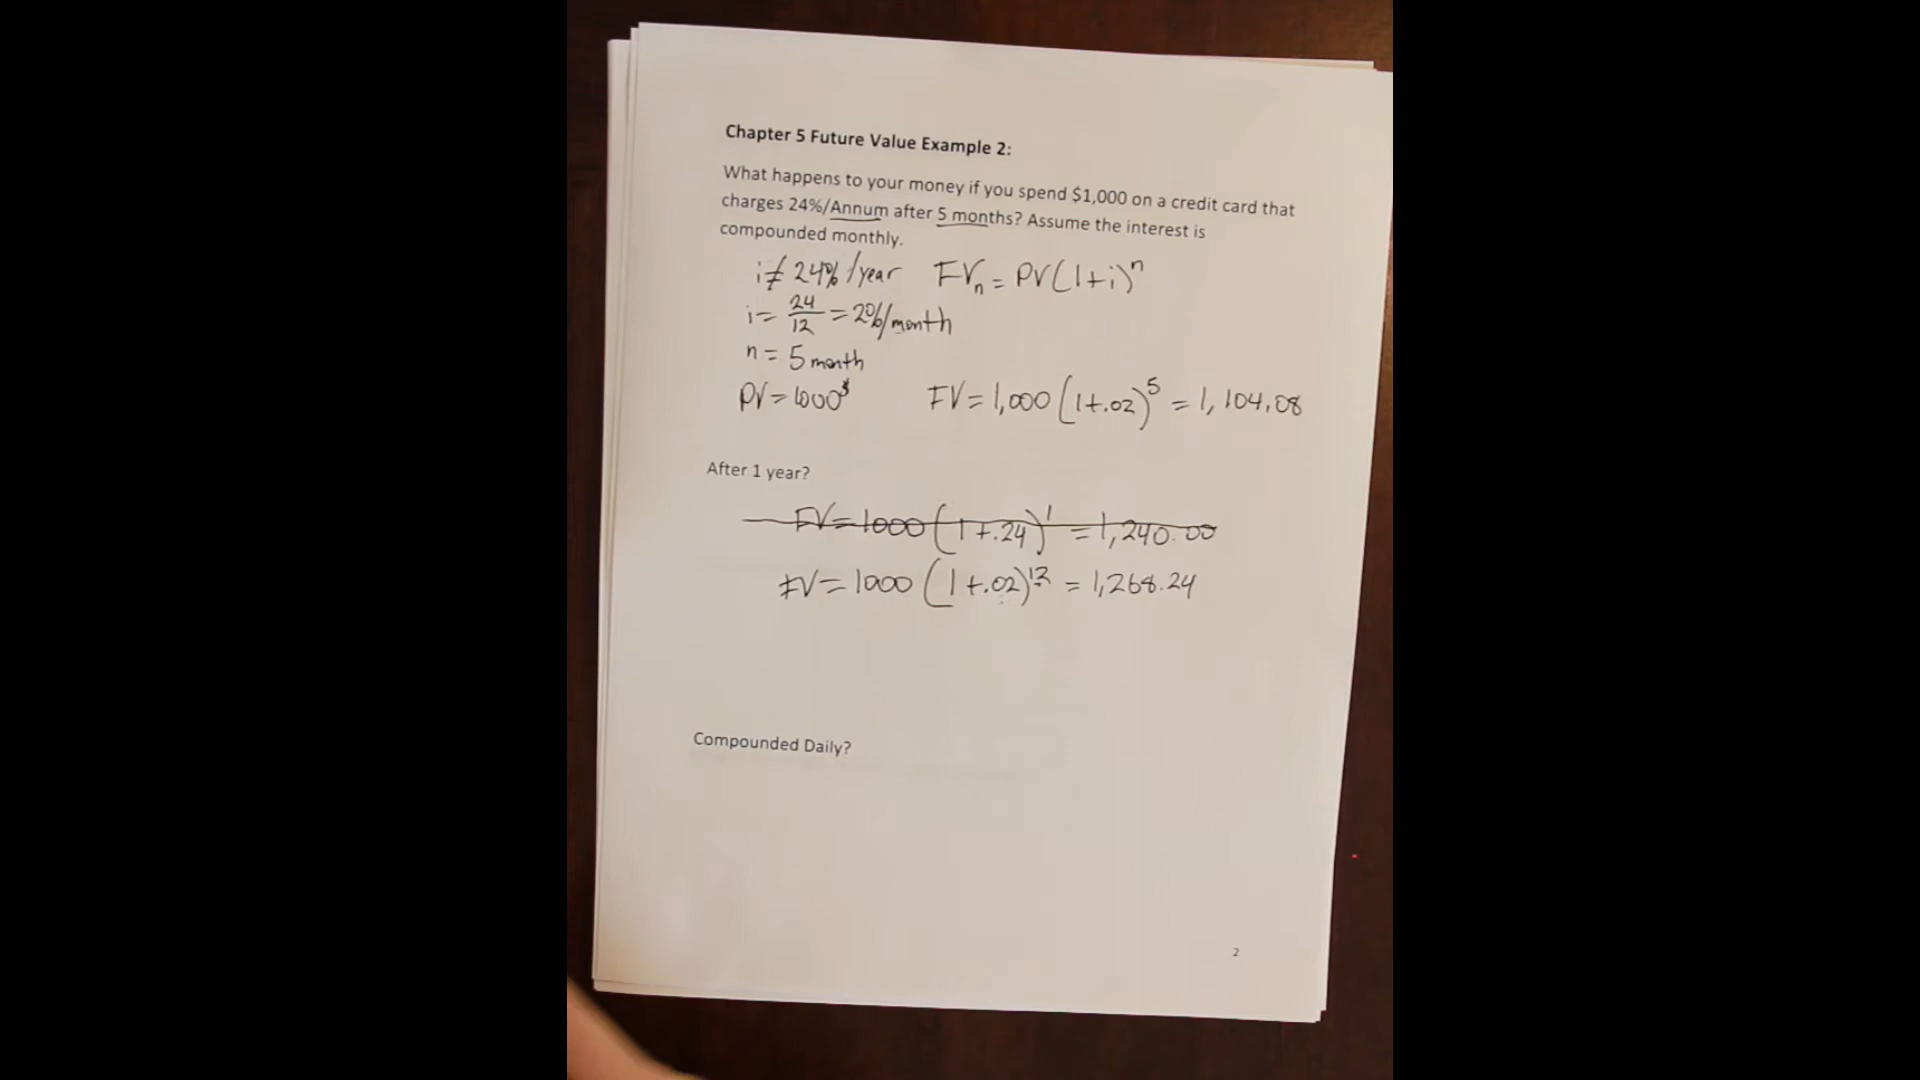 Chapter 5 Future Value Example 2:
What happens to your money if you spend $1,000 on a credit card that
charges 24%/Annum after 5 months? Assume the interest is
compounded monthly.
i ≠ 24% /year FVn = PV(1+i)^n
i = 24/12 = 2%/month
n = 5 month
PV = 1000$ FV = 1,000 (1+.02)^5 = 1,104.08
After 1 year?
FV = 1000 (1+.24)^1 = 1,240.00
FV = 1000 (1+.02)^12 = 1,268.24
Compounded Daily?
2